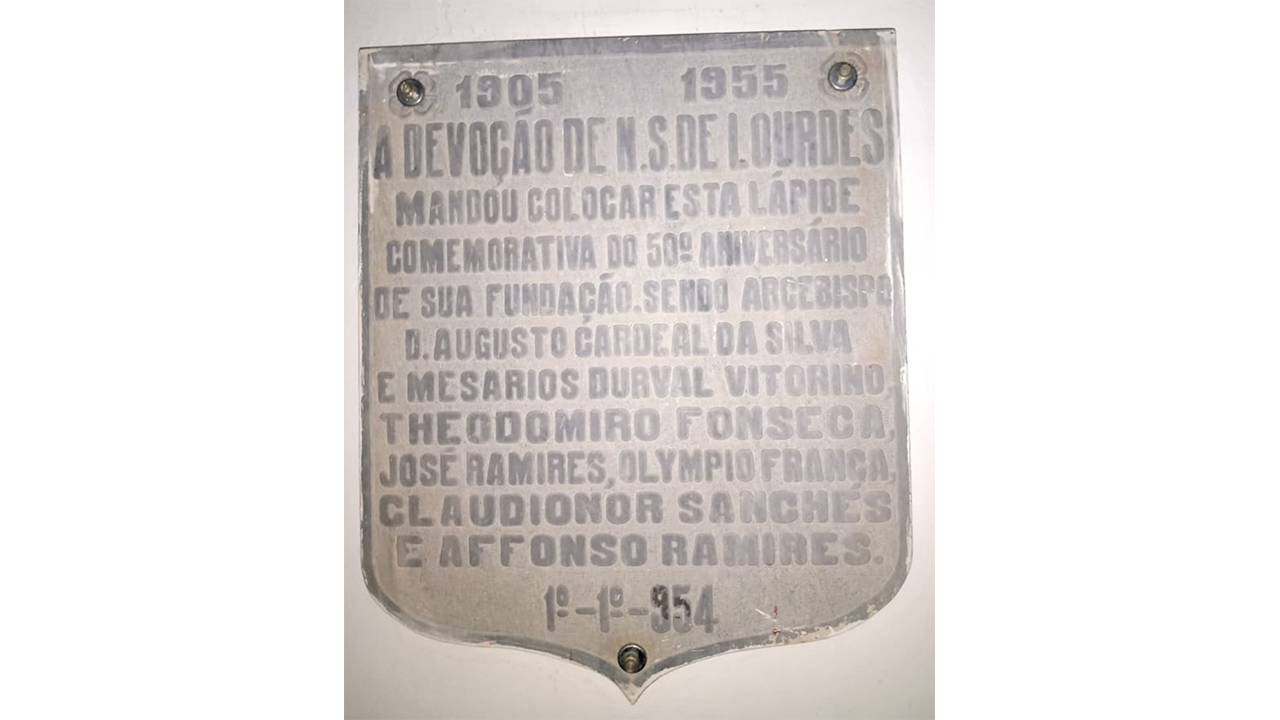 1905 1955
A DEVOÇÃO DE N.S.DE LOURDES
MANDOU COLOCAR ESTA LÁPIDE
COMEMORATIVA DO 50º ANIVERSÁRIO
DE SUA FUNDAÇÃO.SENDO ARCEBISPO
D.AUGUSTO CARDEAL DA SILVA
E MESARIOS DURVAL VITORINO,
THEODOMIRO FONSECA,
JOSÉ RAMIRES, OLYMPIO FRANÇA,
CLAUDIONOR SANCHES
E AFFONSO RAMIRES.
1º-1º-954